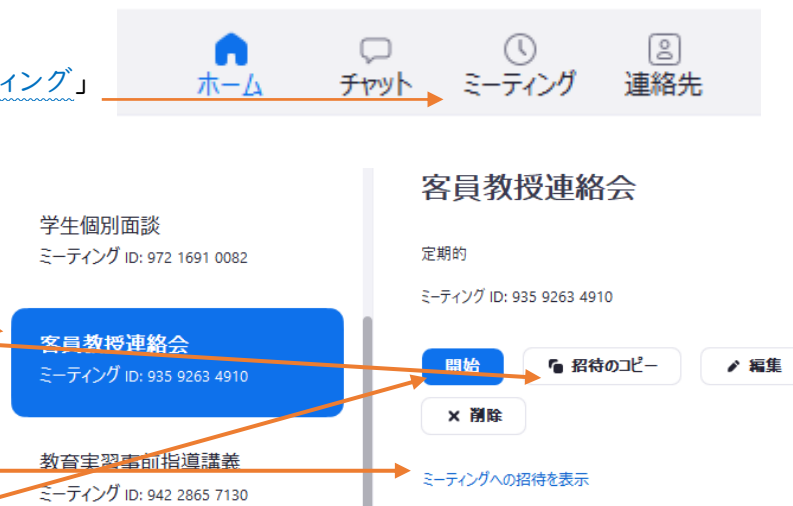 ィング」
ホーム チャット ミーティング 連絡先
学生個別面談
ミーティング ID: 972 1691 0082
客員教授連絡会
ミーティング ID: 935 9263 4910
教育実習事前指導講義
ミーティング ID: 942 2865 7130
客員教授連絡会
定期的
ミーティング ID: 935 9263 4910
開始 招待のコピー 編集
× 削除
ミーティングへの招待を表示